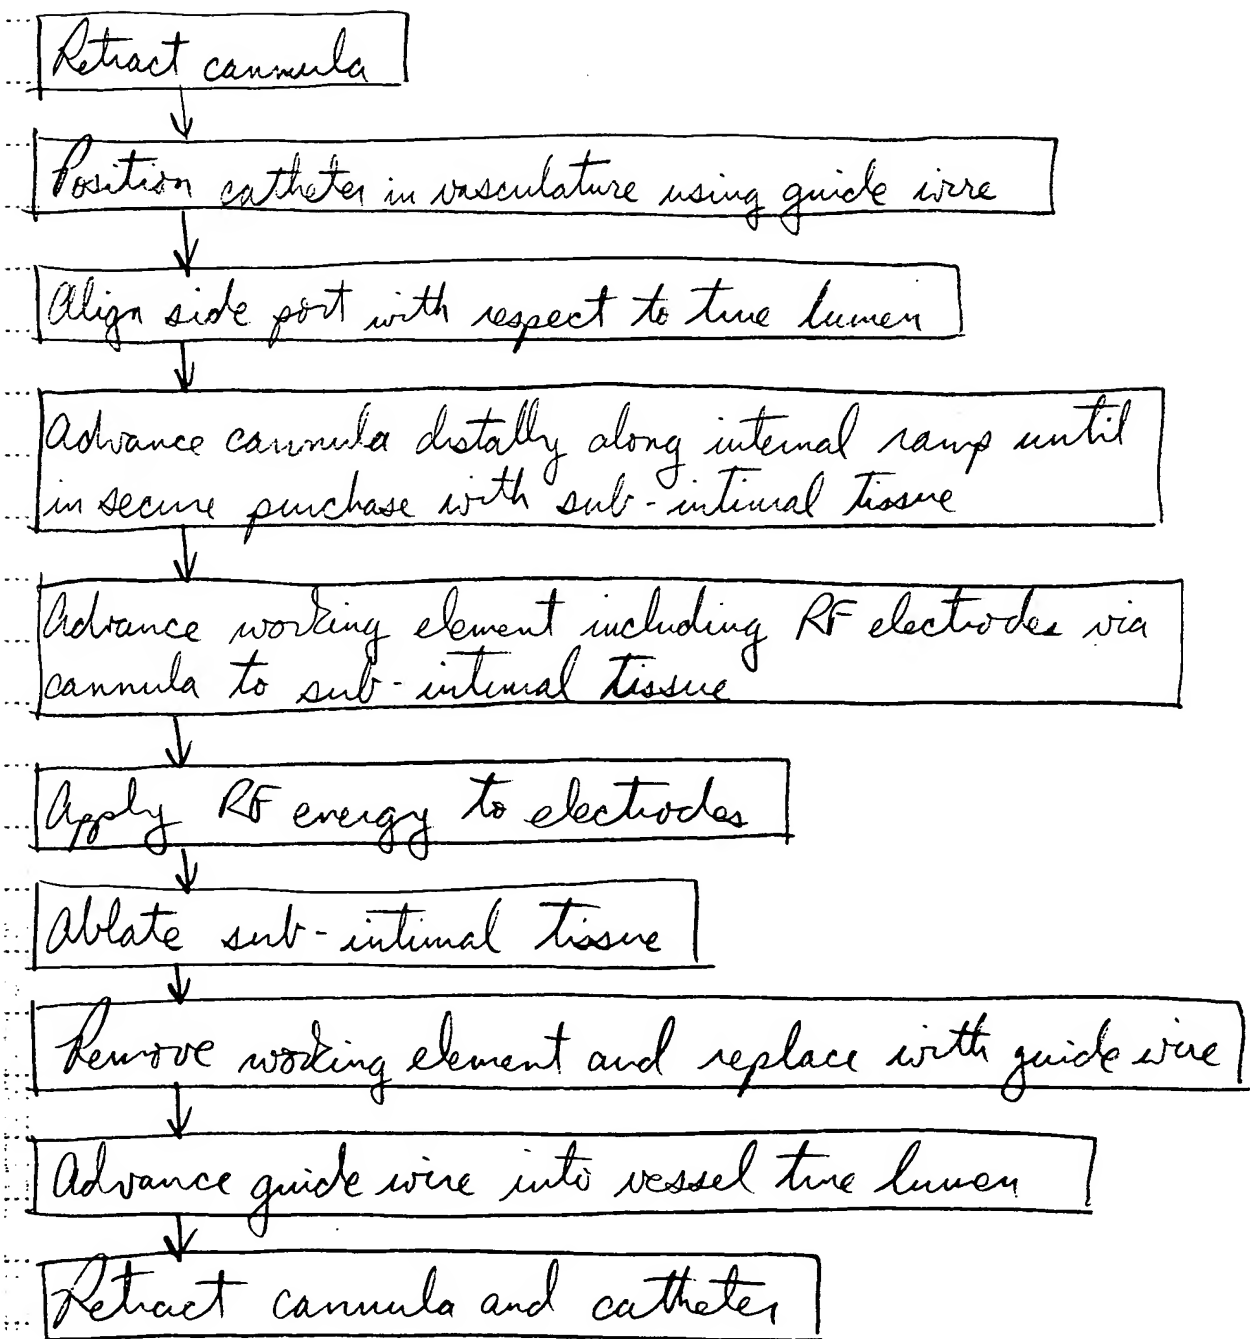 Retract cannula
Position catheter in vasculature using guide wire
Align side port with respect to true lumen
Advance cannula distally along internal ramp until
in secure purchase with sub-intimal tissue
Advance working element including RF electrodes via
cannula to sub-intimal tissue
Apply RF energy to electrodes
Ablate sub-intimal tissue
Remove working element and replace with guide wire
Advance guide wire into vessel true lumen
Retract cannula and catheter